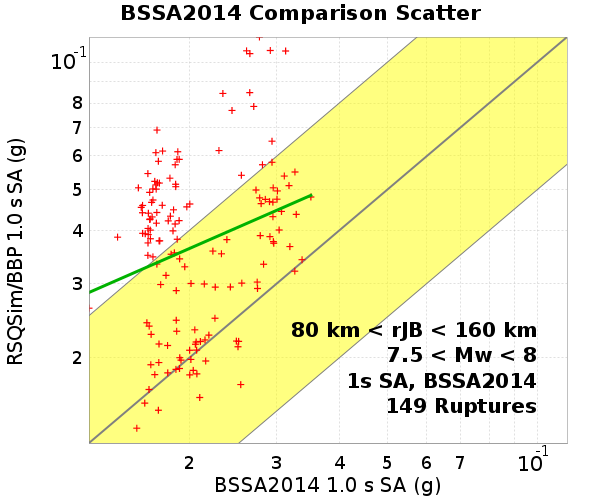 BSSA2014 Comparison Scatter
RSQSim/BBP 1.0 s SA (g)
10-1
8
7
6
5
4
3
2
80 km < rJB < 160 km
7.5 < Mw < 8
1s SA, BSSA2014
149 Ruptures
2 3 4 5 6 7 10-1
BSSA2014 1.0 s SA (g)